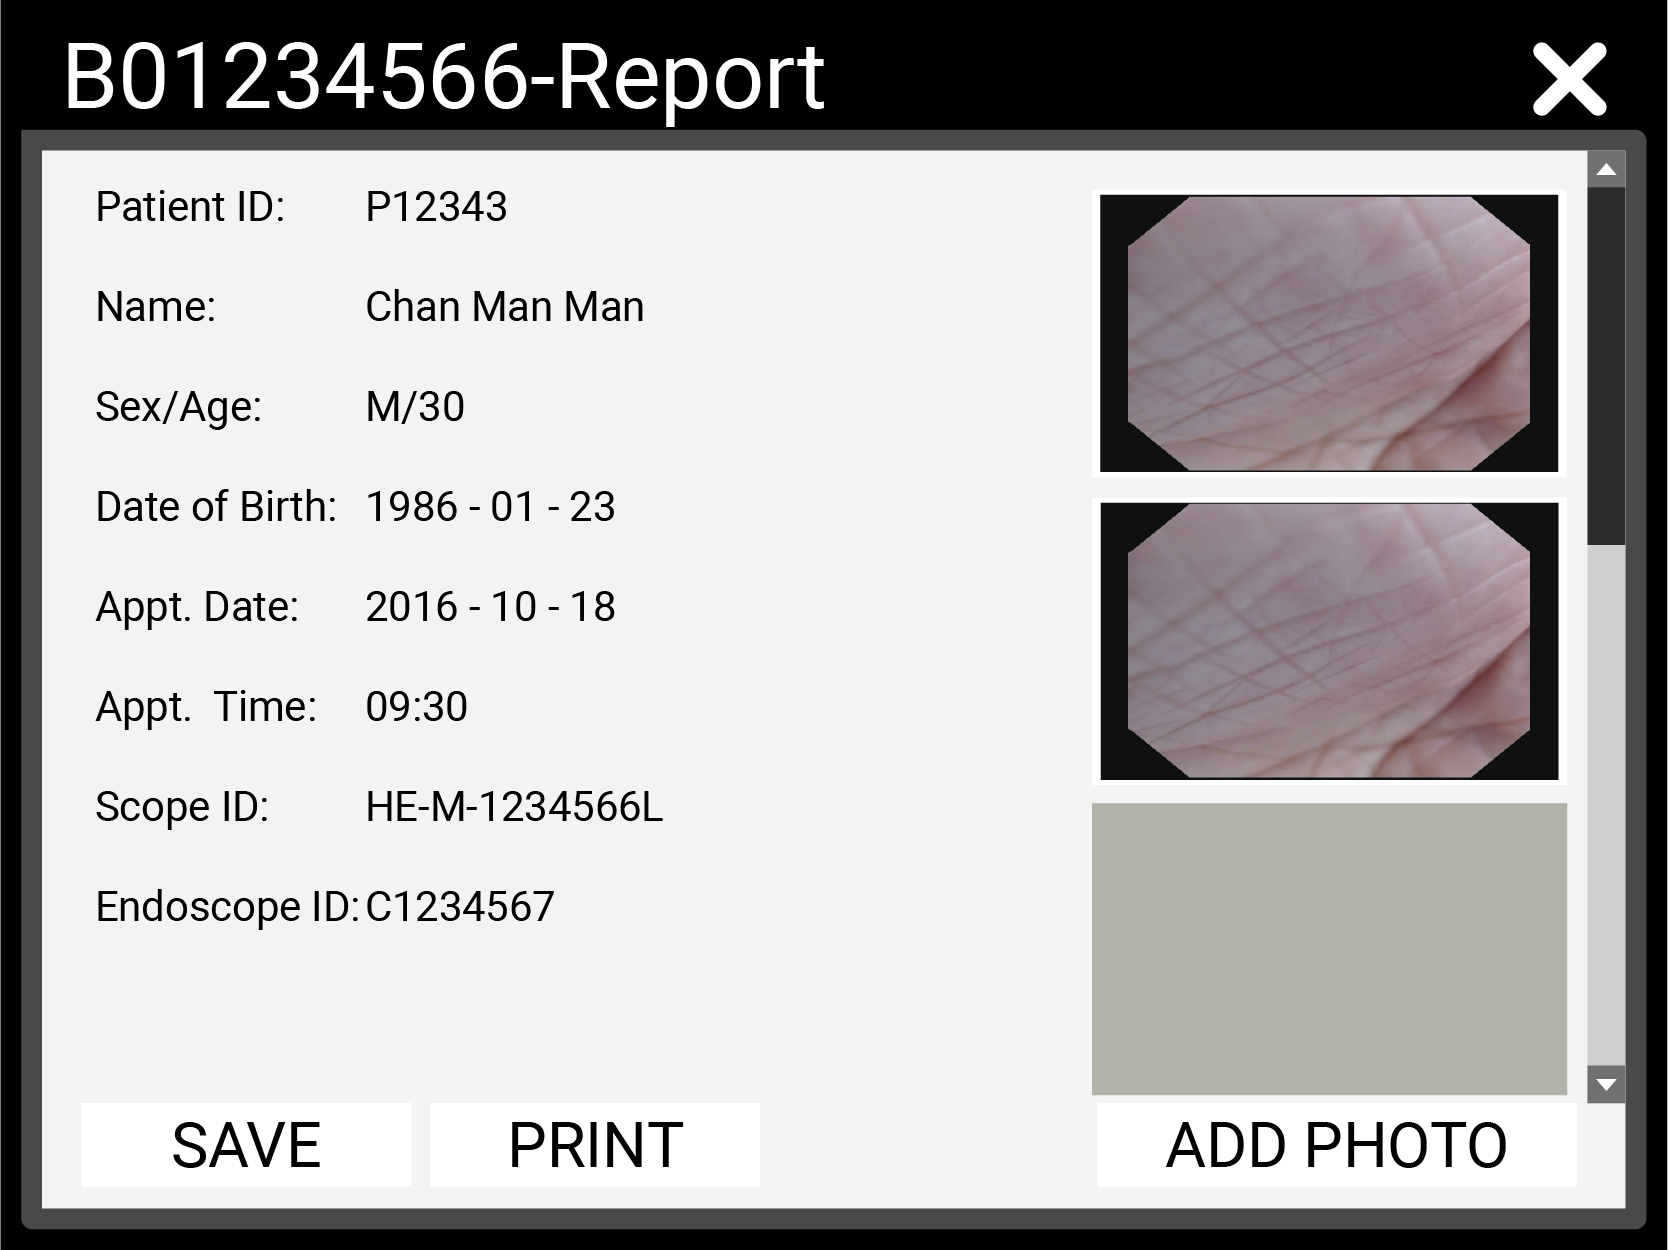 B01234566-Report
Patient ID: P12343
Name: Chan Man Man
Sex/Age: M/30
Date of Birth: 1986 - 01 - 23
Appt. Date: 2016 - 10 - 18
Appt. Time: 09:30
Scope ID: HE-M-1234566L
Endoscope ID: C1234567
SAVE
PRINT
ADD PHOTO